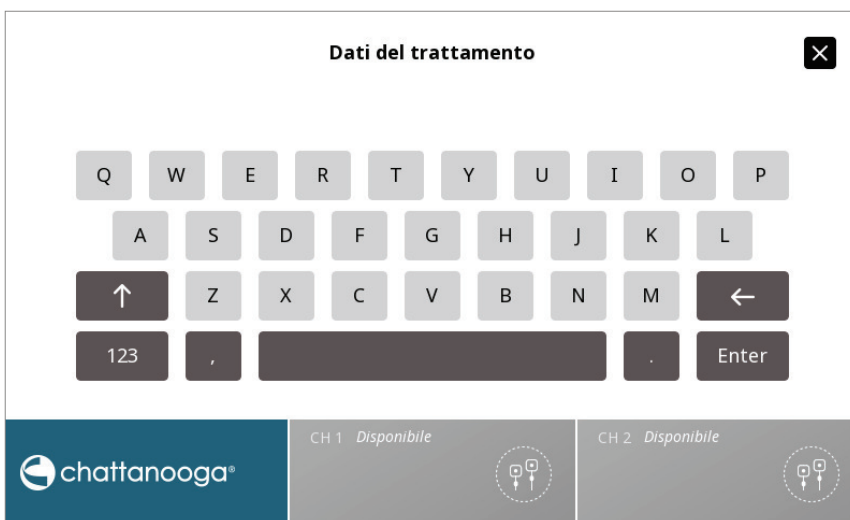 Dati del trattamento
Q W E R T Y U I O P
A S D F G H J K L
Z X C V B N M
123 , . Enter
CH 1 Disponibile CH 2 Disponibile
chattanooga®